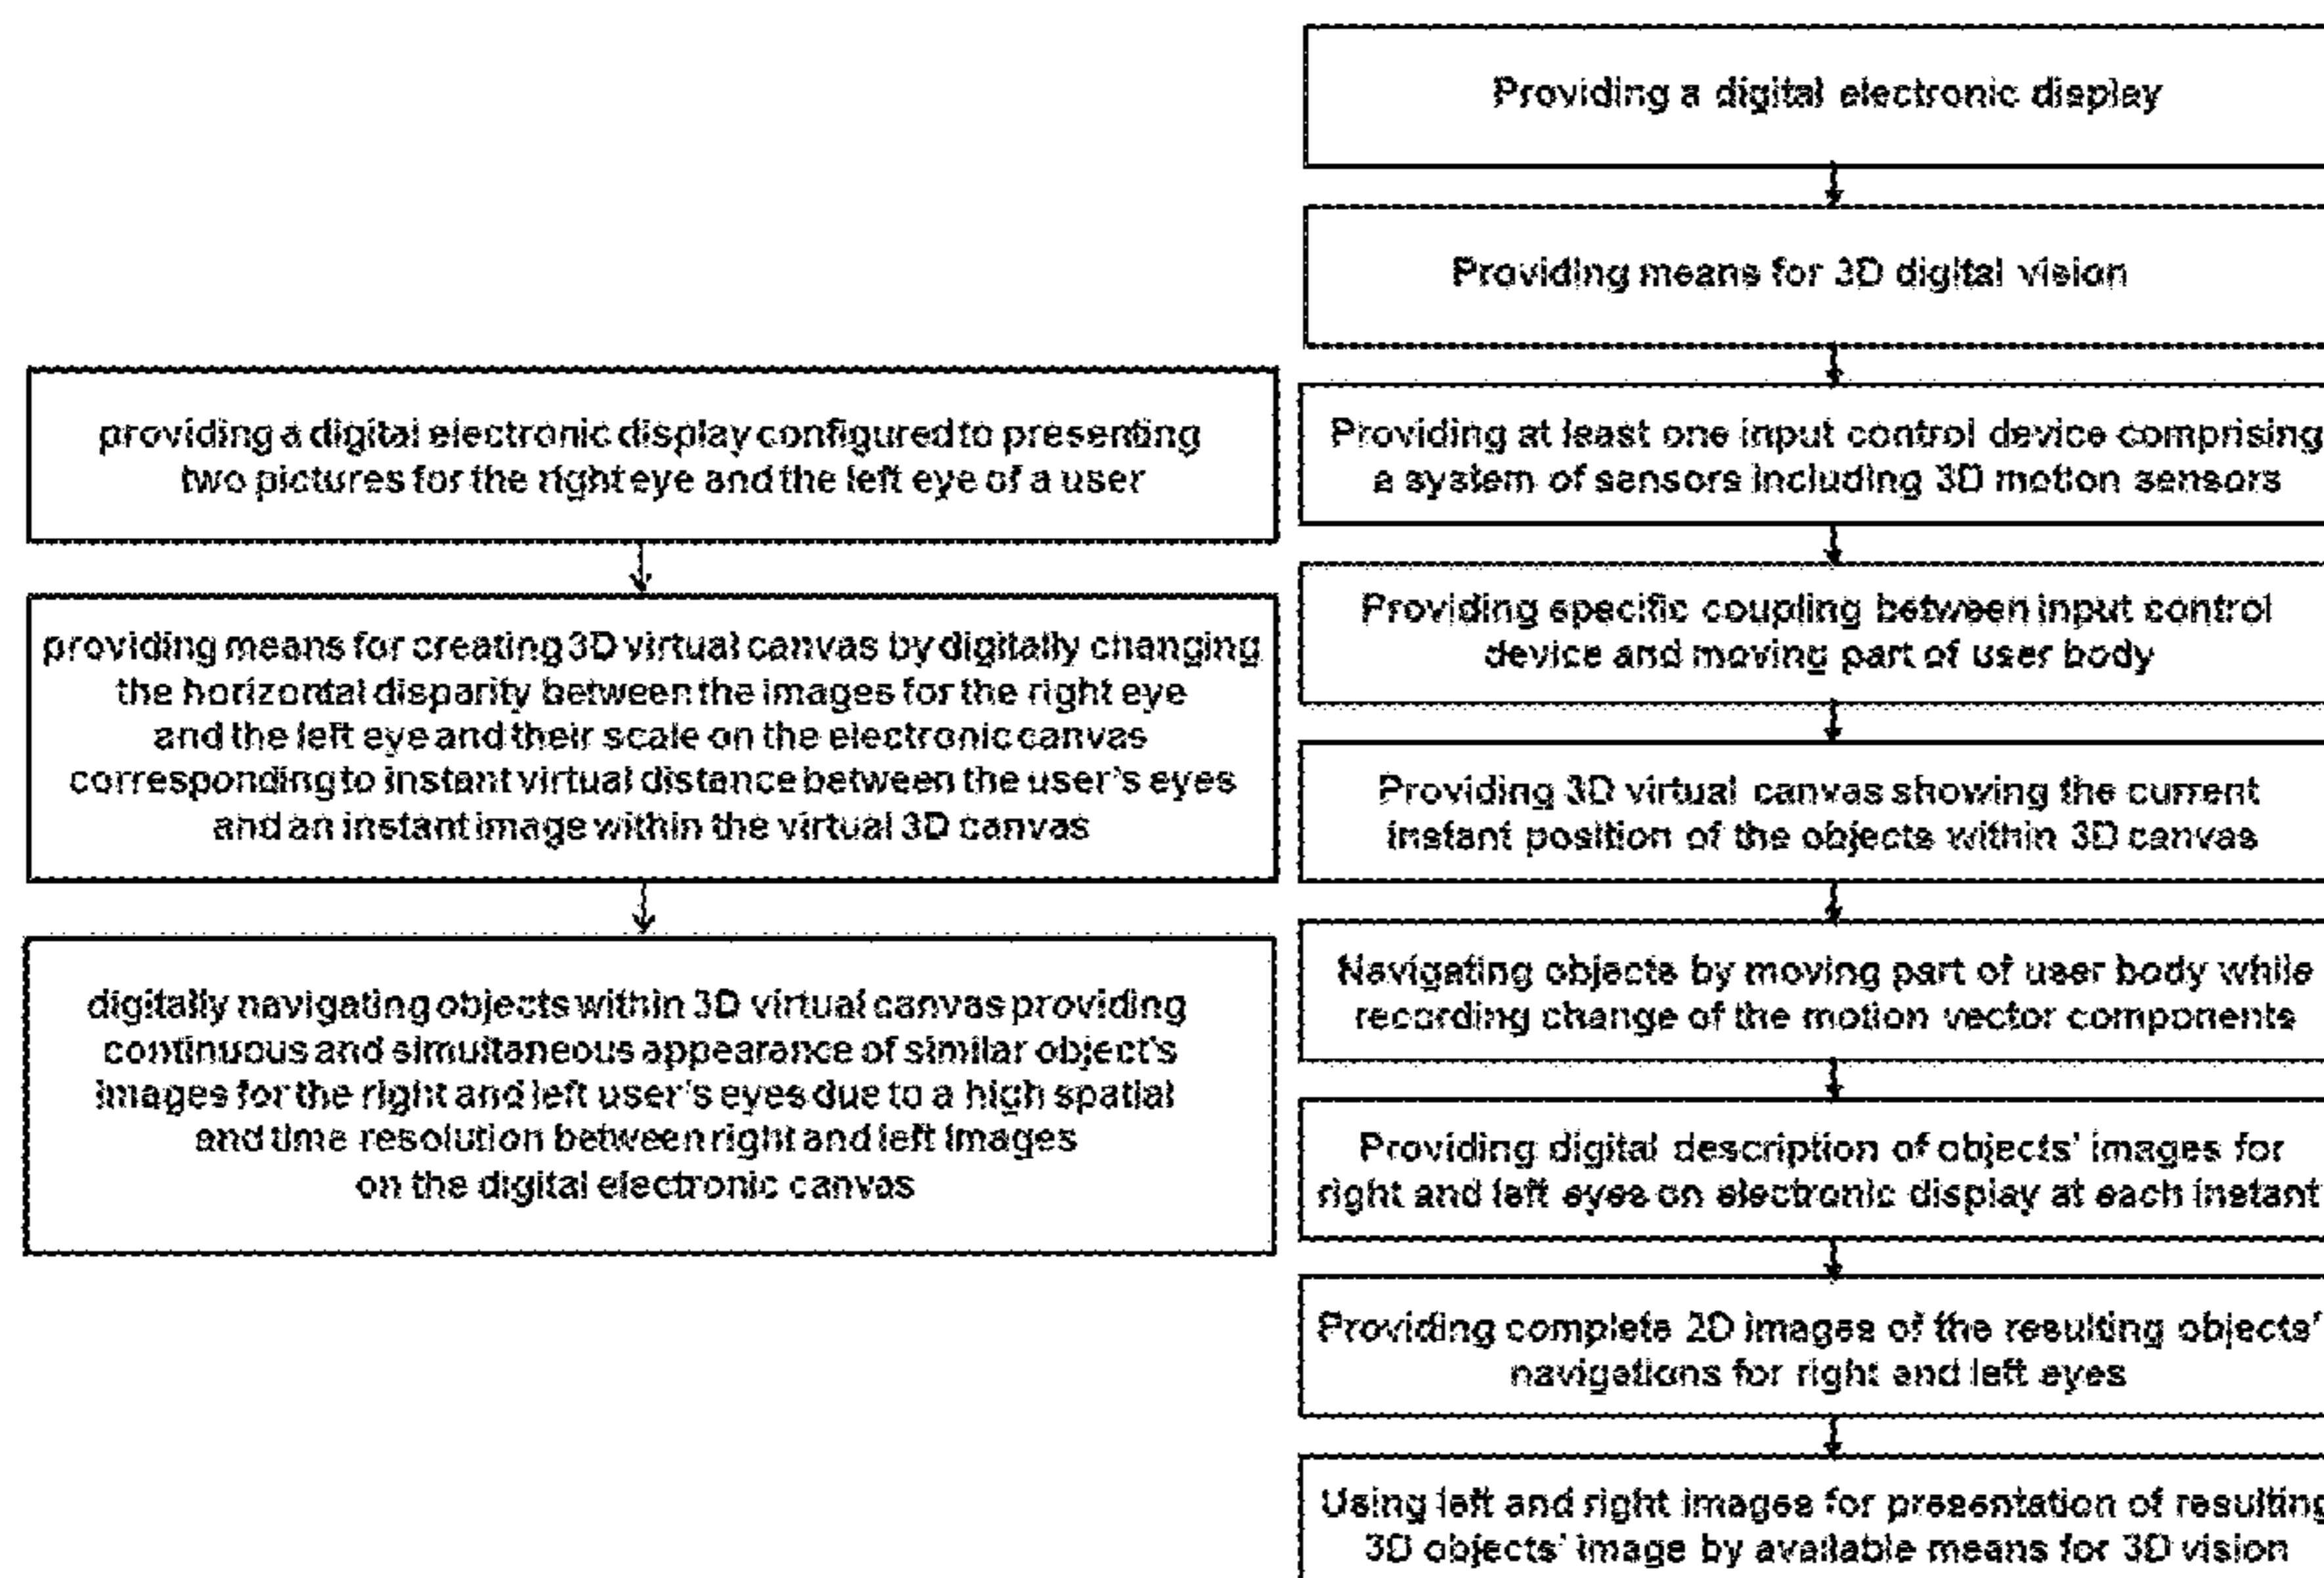 providing a digital electronic display configured to presenting
two pictures for the right eye and the left eye of a user
providing means for creating 3D virtual canvas by digitally changing
the horizontal disparity between the images for the right eye
and the left eye and their scale on the electronic canvas
corresponding to instant virtual distance between the user's eyes
and an instant image within the virtual 3D canvas
digitally navigating objects within 3D virtual canvas providing
continuous and simultaneous appearance of similar object's
images for the right and left user's eyes due to a high spatial
and time resolution between right and left images
on the digital electronic canvas
Providing a digital electronic display
Providing means for 3D digital vision
Providing at least one input control device comprising
a system of sensors including 3D motion sensors
Providing specific coupling between input control
device and moving part of user body
Providing 3D virtual canvas showing the current
instant position of the objects within 3D canvas
Navigating objects by moving part of user body while
recording change of the motion vector components
Providing digital description of objects' images for
right and left eyes on electronic display at each instant
Providing complete 2D images of the resulting objects'
navigations for right and left eyes
Using left and right images for presentation of resulting
3D objects' image by available means for 3D vision